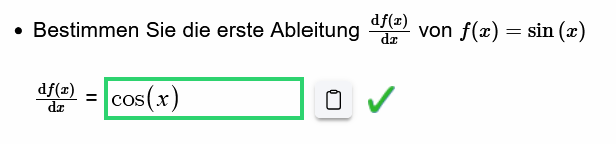 • Bestimmen Sie die erste Ableitung df(x)/dx von f(x) = sin (x)
df(x)/dx = cos(x)